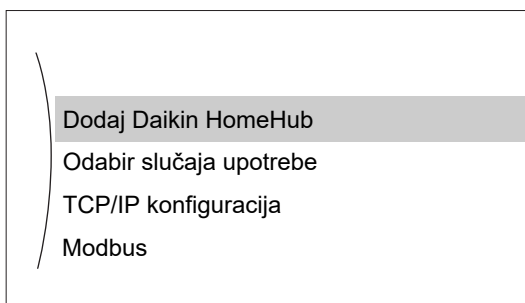 Dodaj Daikin HomeHub
Odabir slučaja upotrebe
TCP/IP konfiguracija
Modbus